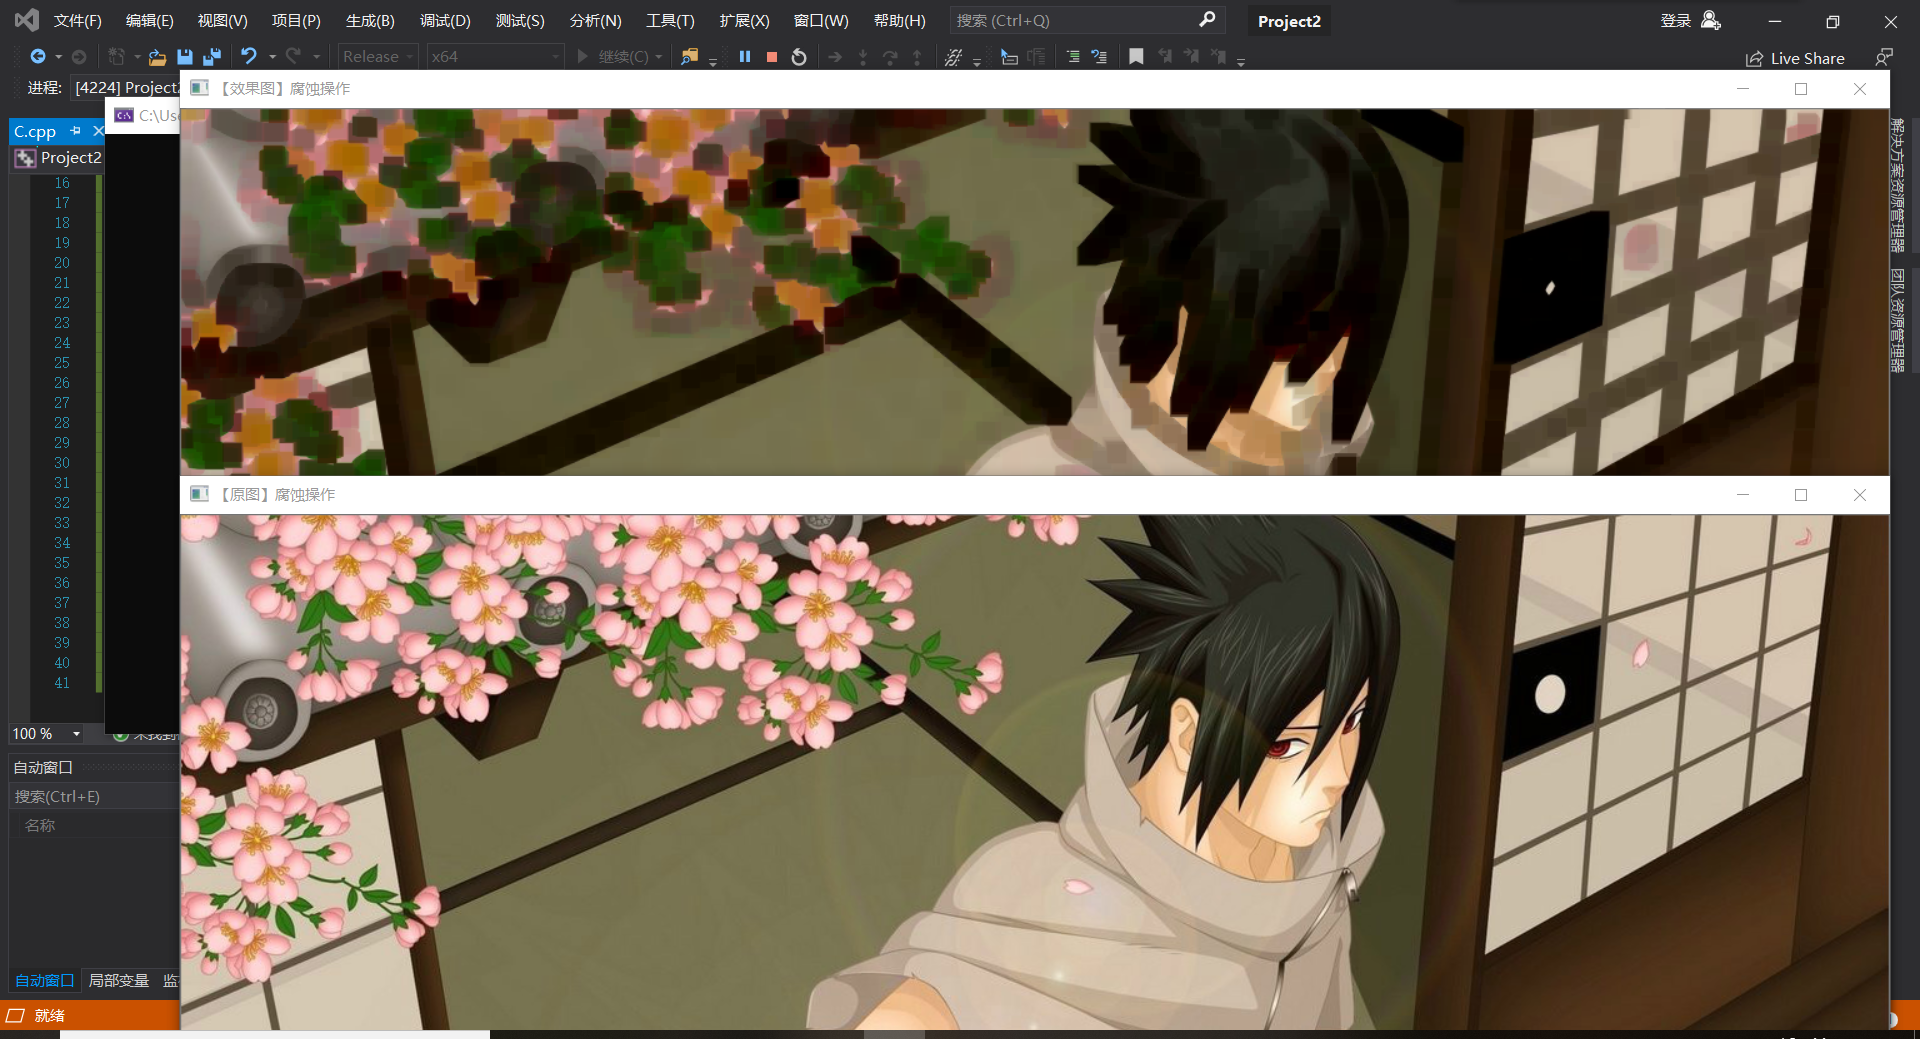 文件(F) 编辑(E) 视图(V) 项目(P) 生成(B) 调试(D) 测试(S) 分析(N) 工具(T) 扩展(X) 窗口(W) 帮助(H) 搜索 (Ctrl+Q) Project2 登录
Release x64 继续(C) Live Share
进程: [4224] Project2
【效果图】腐蚀操作
C:\Use
C.cpp
Project2
16
17
18
19
20
21
22
23
24
25
26
27
28
29
30
31
32
33
34
35
36
37
38
39
40
41
解决方案资源管理器
团队资源管理器
【原图】腐蚀操作
100 %
未找到
自动窗口
搜索(Ctrl+E)
名称
自动窗口 局部变量 监
就绪